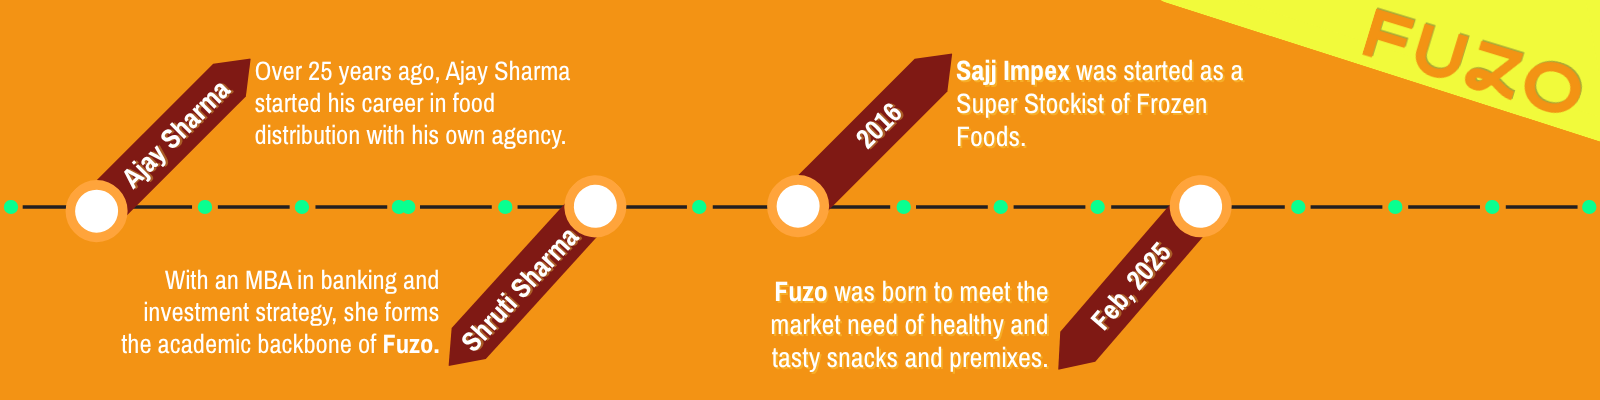 FUZO
Ajay Sharma
Over 25 years ago, Ajay Sharma
started his career in food
distribution with his own agency.
Shruti Sharma
With an MBA in banking and
investment strategy, she forms
the academic backbone of Fuzo.
2016
Sajj Impex was started as a
Super Stockist of Frozen
Foods.
Feb, 2025
Fuzo was born to meet the
market need of healthy and
tasty snacks and premixes.